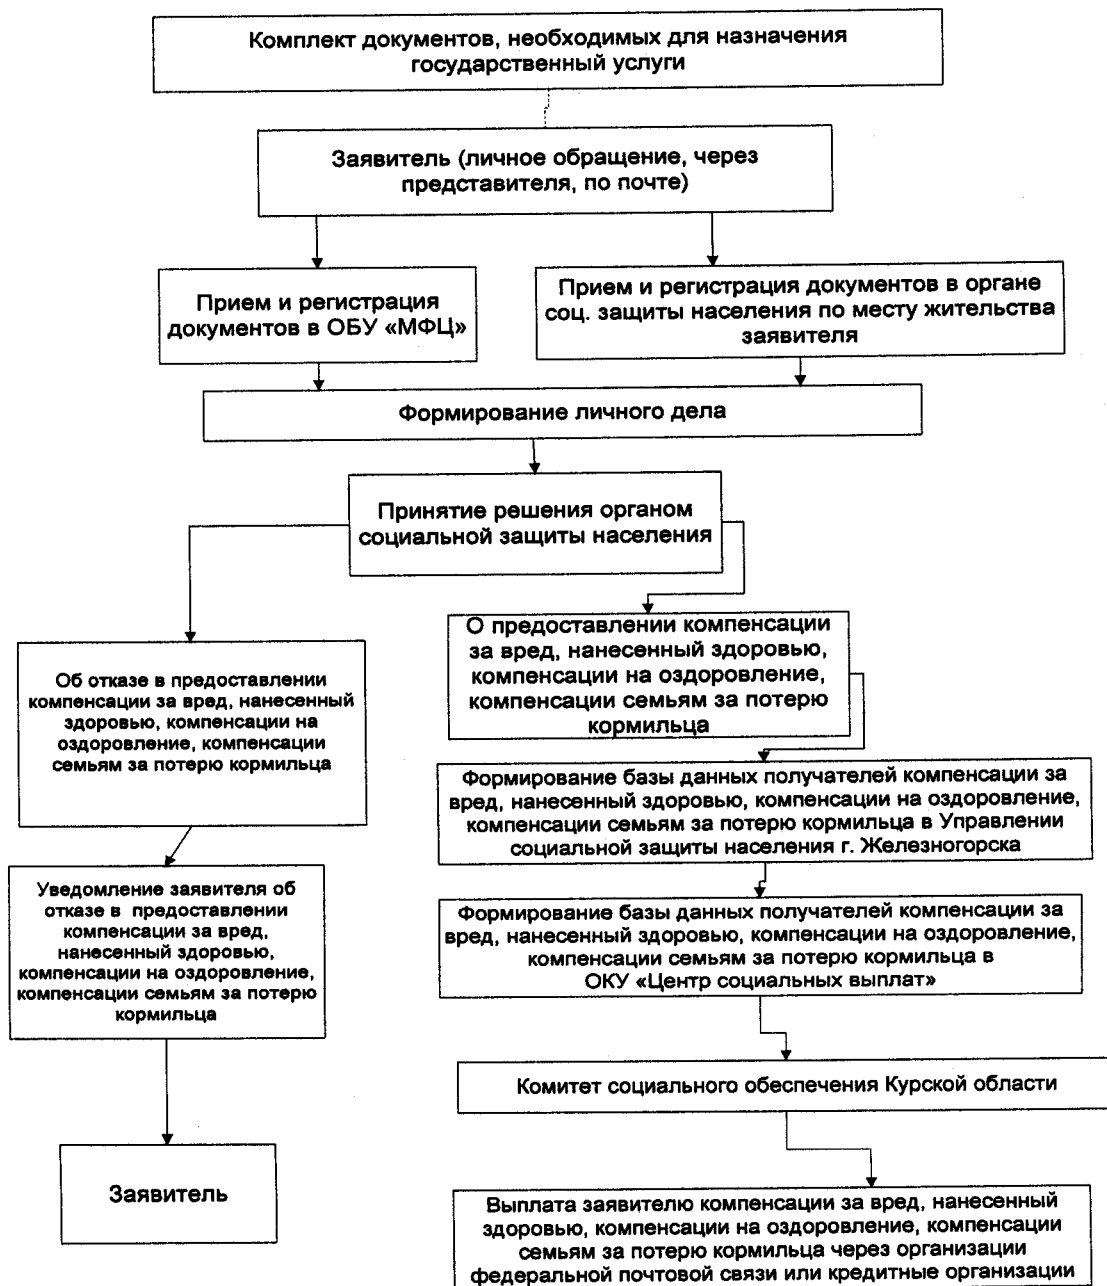 Комплект документов, необходимых для назначения
государственный услуги
Заявитель (личное обращение, через
представителя, по почте)
Прием и регистрация
документов в ОБУ «МФЦ»
Прием и регистрация документов в органе
соц. защиты населения по месту жительства
заявителя
Формирование личного дела
Принятие решения органом
социальной защиты населения
Об отказе в предоставлении
компенсации за вред, нанесенный
здоровью, компенсации на
оздоровление, компенсации
семьям за потерю кормильца
Уведомление заявителя об
отказе в предоставлении
компенсации за вред,
нанесенный здоровью,
компенсации на оздоровление,
компенсации семьям за потерю
кормильца
Заявитель
О предоставлении компенсации
за вред, нанесенный здоровью,
компенсации на оздоровление,
компенсации семьям за потерю
кормильца
Формирование базы данных получателей компенсации за
вред, нанесенный здоровью, компенсации на оздоровление,
компенсации семьям за потерю кормильца в Управлении
социальной защиты населения г. Железногорска
Формирование базы данных получателей компенсации за
вред, нанесенный здоровью, компенсации на оздоровление,
компенсации семьям за потерю кормильца в
ОКУ «Центр социальных выплат»
Комитет социального обеспечения Курской области
Выплата заявителю компенсации за вред, нанесенный
здоровью, компенсации на оздоровление, компенсации
семьям за потерю кормильца через организации
федеральной почтовой связи или кредитные организации